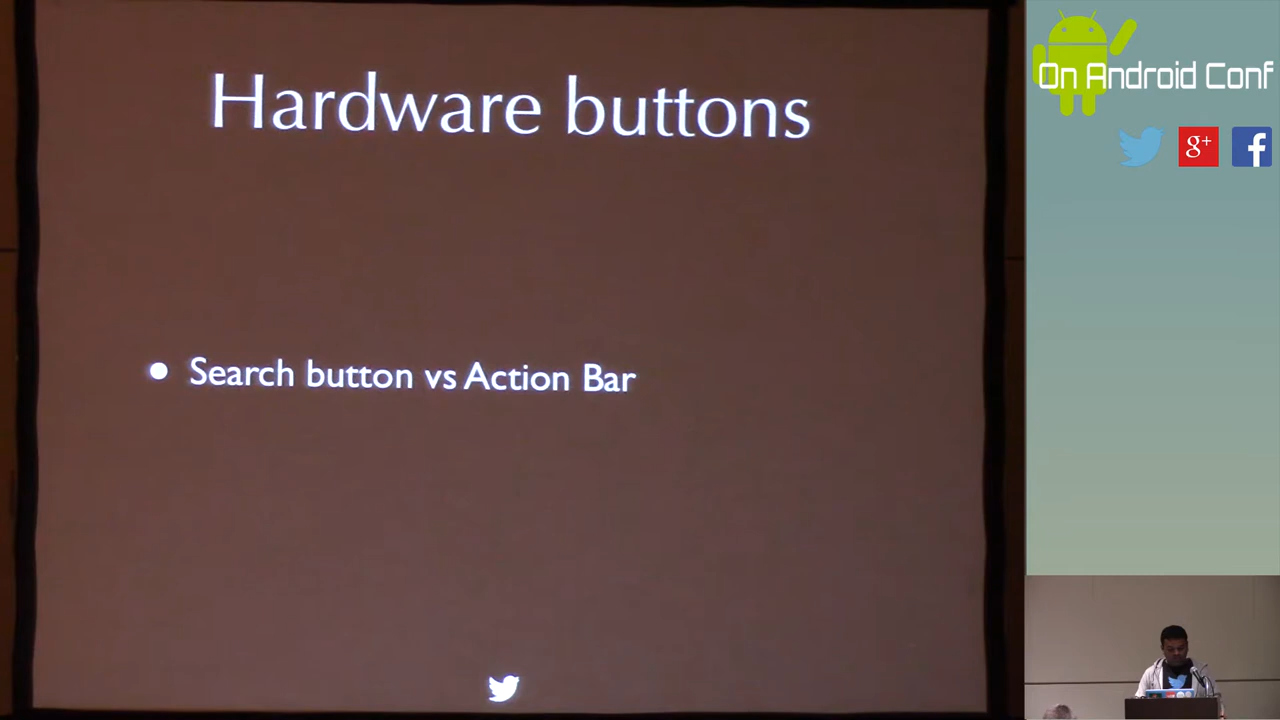 Hardware buttons
• Search button vs Action Bar
On Android Conf
g+
f